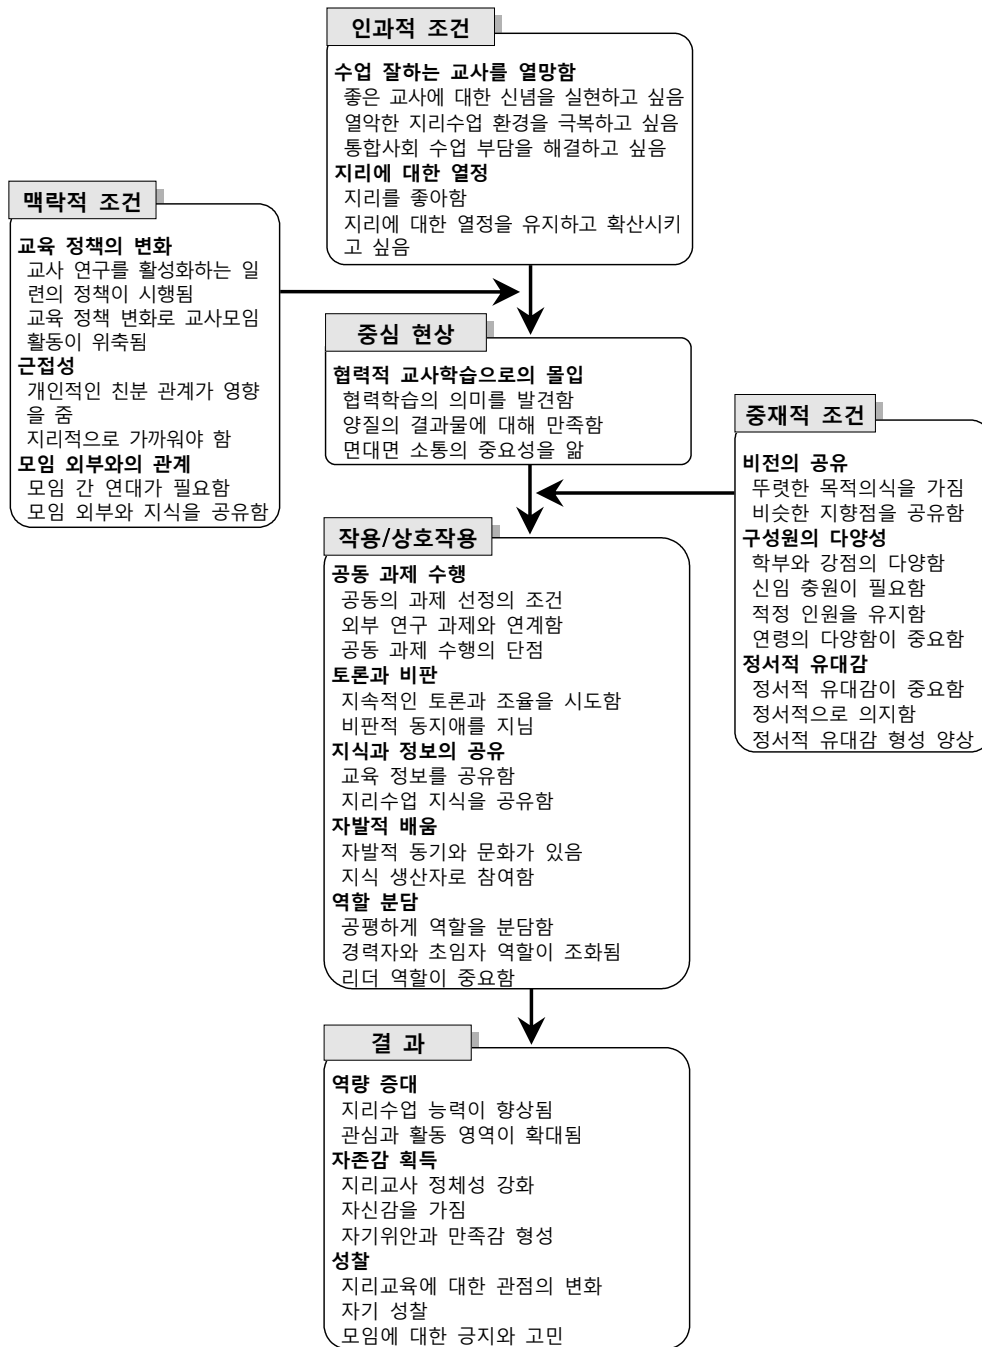 인과적 조건
수업 잘하는 교사를 열망함
좋은 교사에 대한 신념을 실현하고 싶음
열악한 지리수업 환경을 극복하고 싶음
통합사회 수업 부담을 해결하고 싶음
지리에 대한 열정
지리를 좋아함
지리에 대한 열정을 유지하고 확산시키
고 싶음
맥락적 조건
교육 정책의 변화
교사 연구를 활성화하는 일
련의 정책이 시행됨
교육 정책 변화로 교사모임
활동이 위축됨
근접성
개인적인 친분 관계가 영향
을 줌
지리적으로 가까워야 함
모임 외부와의 관계
모임 간 연대가 필요함
모임 외부와 지식을 공유함
중심 현상
협력적 교사학습으로의 몰입
협력학습의 의미를 발견함
양질의 결과물에 대해 만족함
면대면 소통의 중요성을 앎
중재적 조건
비전의 공유
뚜렷한 목적의식을 가짐
비슷한 지향점을 공유함
구성원의 다양성
학부와 강점의 다양함
신임 충원이 필요함
적정 인원을 유지함
연령의 다양함이 중요함
정서적 유대감
정서적 유대감이 중요함
정서적으로 의지함
정서적 유대감 형성 양상
작용/상호작용
공동 과제 수행
공동의 과제 선정의 조건
외부 연구 과제와 연계함
공동 과제 수행의 단점
토론과 비판
지속적인 토론과 조율을 시도함
비판적 동지애를 지님
지식과 정보의 공유
교육 정보를 공유함
지리수업 지식을 공유함
자발적 배움
자발적 동기와 문화가 있음
지식 생산자로 참여함
역할 분담
공평하게 역할을 분담함
경력자와 초임자 역할이 조화됨
리더 역할이 중요함
결 과
역량 증대
지리수업 능력이 향상됨
관심과 활동 영역이 확대됨
자존감 획득
지리교사 정체성 강화
자신감을 가짐
자기위안과 만족감 형성
성찰
지리교육에 대한 관점의 변화
자기 성찰
모임에 대한 긍지와 고민